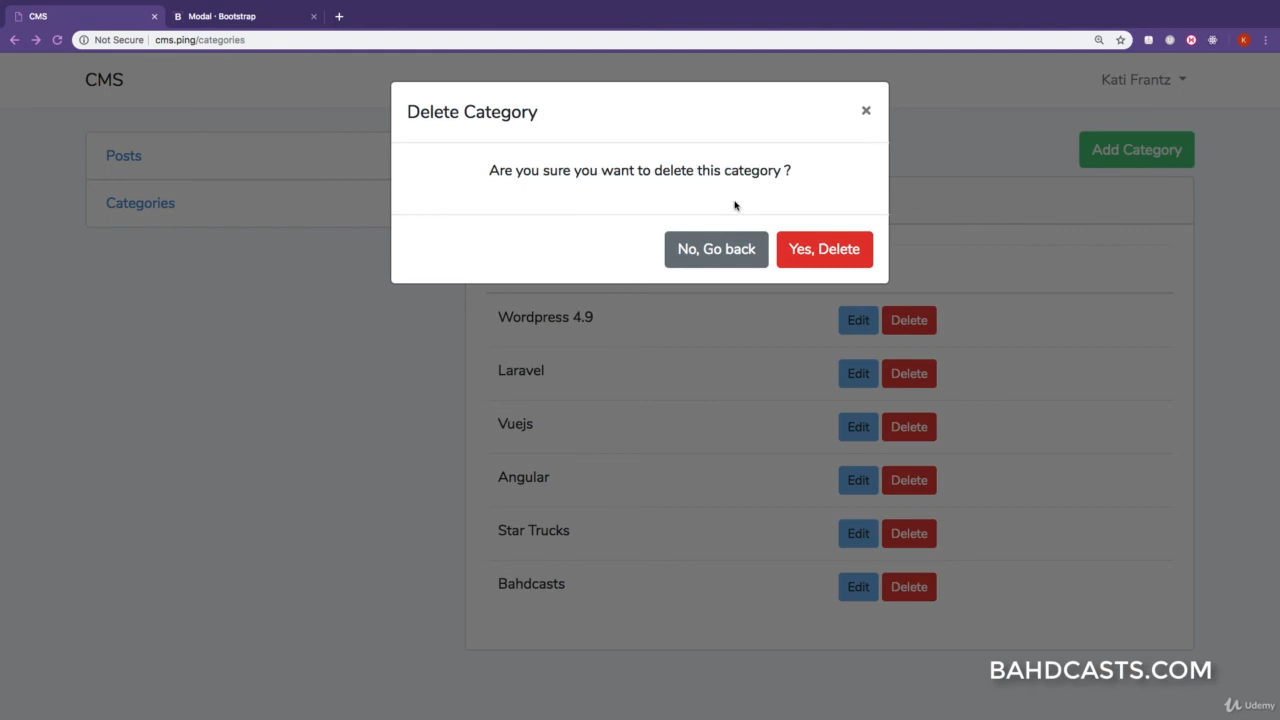 CMS
Modal · Bootstrap
Not Secure
cms.ping/categories
K
CMS
Kati Frantz
Delete Category
×
Posts
Categories
Add Category
Are you sure you want to delete this category ?
No, Go back
Yes, Delete
Wordpress 4.9
Edit
Delete
Laravel
Edit
Delete
Vuejs
Edit
Delete
Angular
Edit
Delete
Star Trucks
Edit
Delete
Bahdcasts
Edit
Delete
BAHDCASTS.COM
Udemy